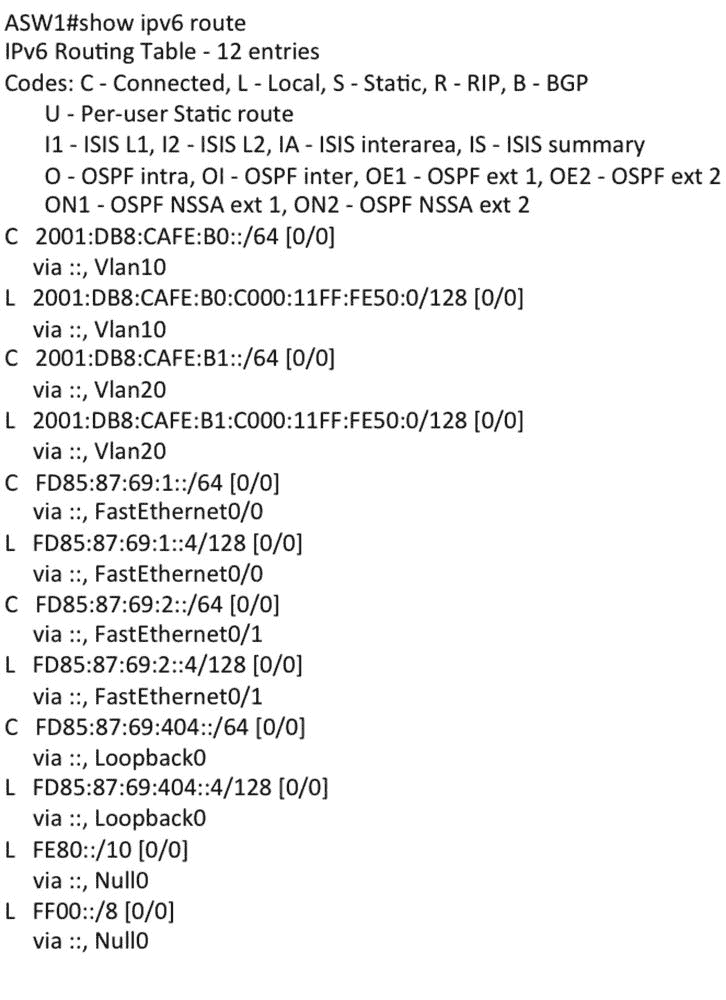 ASW1#show ipv6 route
IPv6 Routing Table - 12 entries
Codes: C - Connected, L - Local, S - Static, R - RIP, B - BGP
U - Per-user Static route
I1 - ISIS L1, I2 - ISIS L2, IA - ISIS interarea, IS - ISIS summary
O - OSPF intra, OI - OSPF inter, OE1 - OSPF ext 1, OE2 - OSPF ext 2
ON1 - OSPF NSSA ext 1, ON2 - OSPF NSSA ext 2
C 2001:DB8:CAFE:B0::/64 [0/0]
via ::, Vlan10
L 2001:DB8:CAFE:B0:C000:11FF:FE50:0/128 [0/0]
via ::, Vlan10
C 2001:DB8:CAFE:B1::/64 [0/0]
via ::, Vlan20
L 2001:DB8:CAFE:B1:C000:11FF:FE50:0/128 [0/0]
via ::, Vlan20
C FD85:87:69:1::/64 [0/0]
via ::, FastEthernet0/0
L FD85:87:69:1::4/128 [0/0]
via ::, FastEthernet0/0
C FD85:87:69:2::/64 [0/0]
via ::, FastEthernet0/1
L FD85:87:69:2::4/128 [0/0]
via ::, FastEthernet0/1
C FD85:87:69:404::/64 [0/0]
via ::, Loopback0
L FD85:87:69:404::4/128 [0/0]
via ::, Loopback0
L FE80::/10 [0/0]
via ::, Null0
L FF00::/8 [0/0]
via ::, Null0